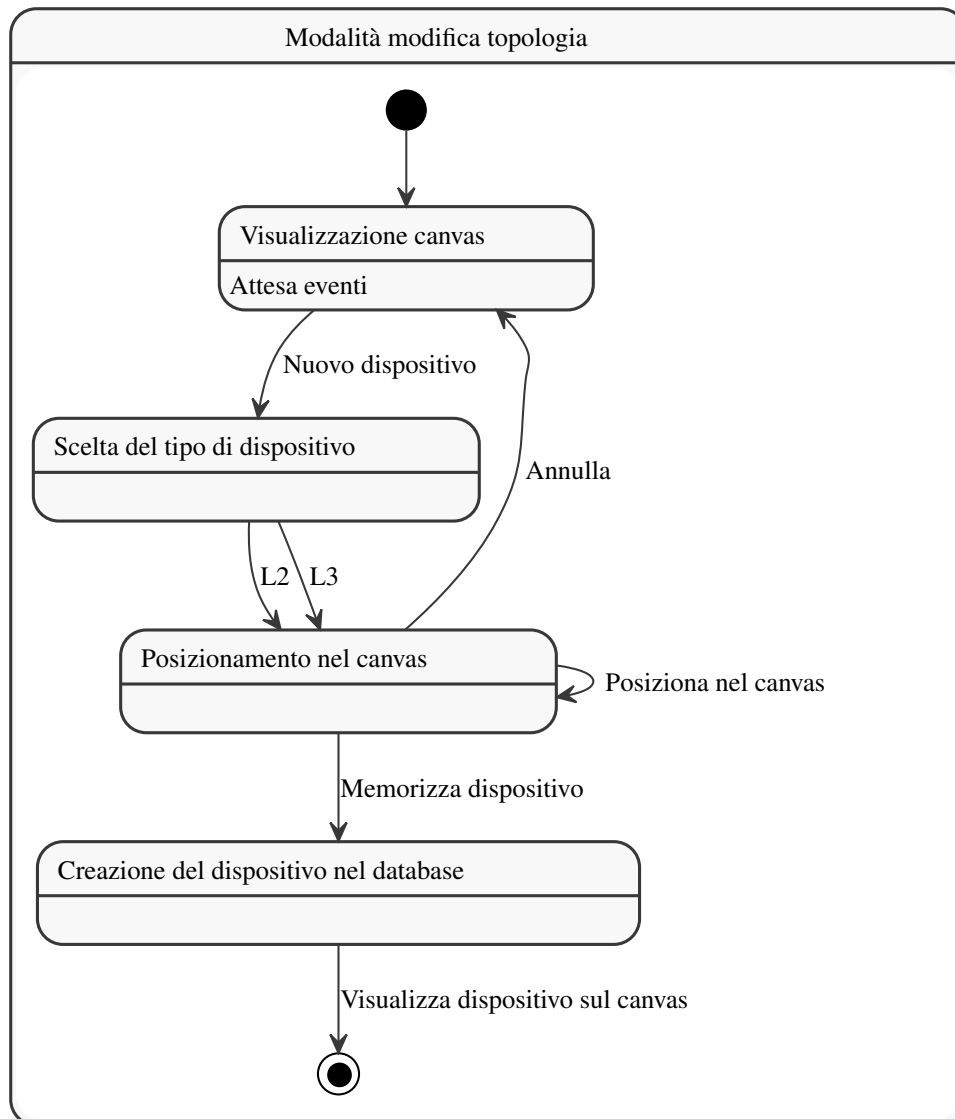 Modalità modifica topologia
Visualizzazione canvas
Attesa eventi
Nuovo dispositivo
Scelta del tipo di dispositivo
Annulla
L2
L3
Posizionamento nel canvas
Posiziona nel canvas
Memorizza dispositivo
Creazione del dispositivo nel database
Visualizza dispositivo sul canvas